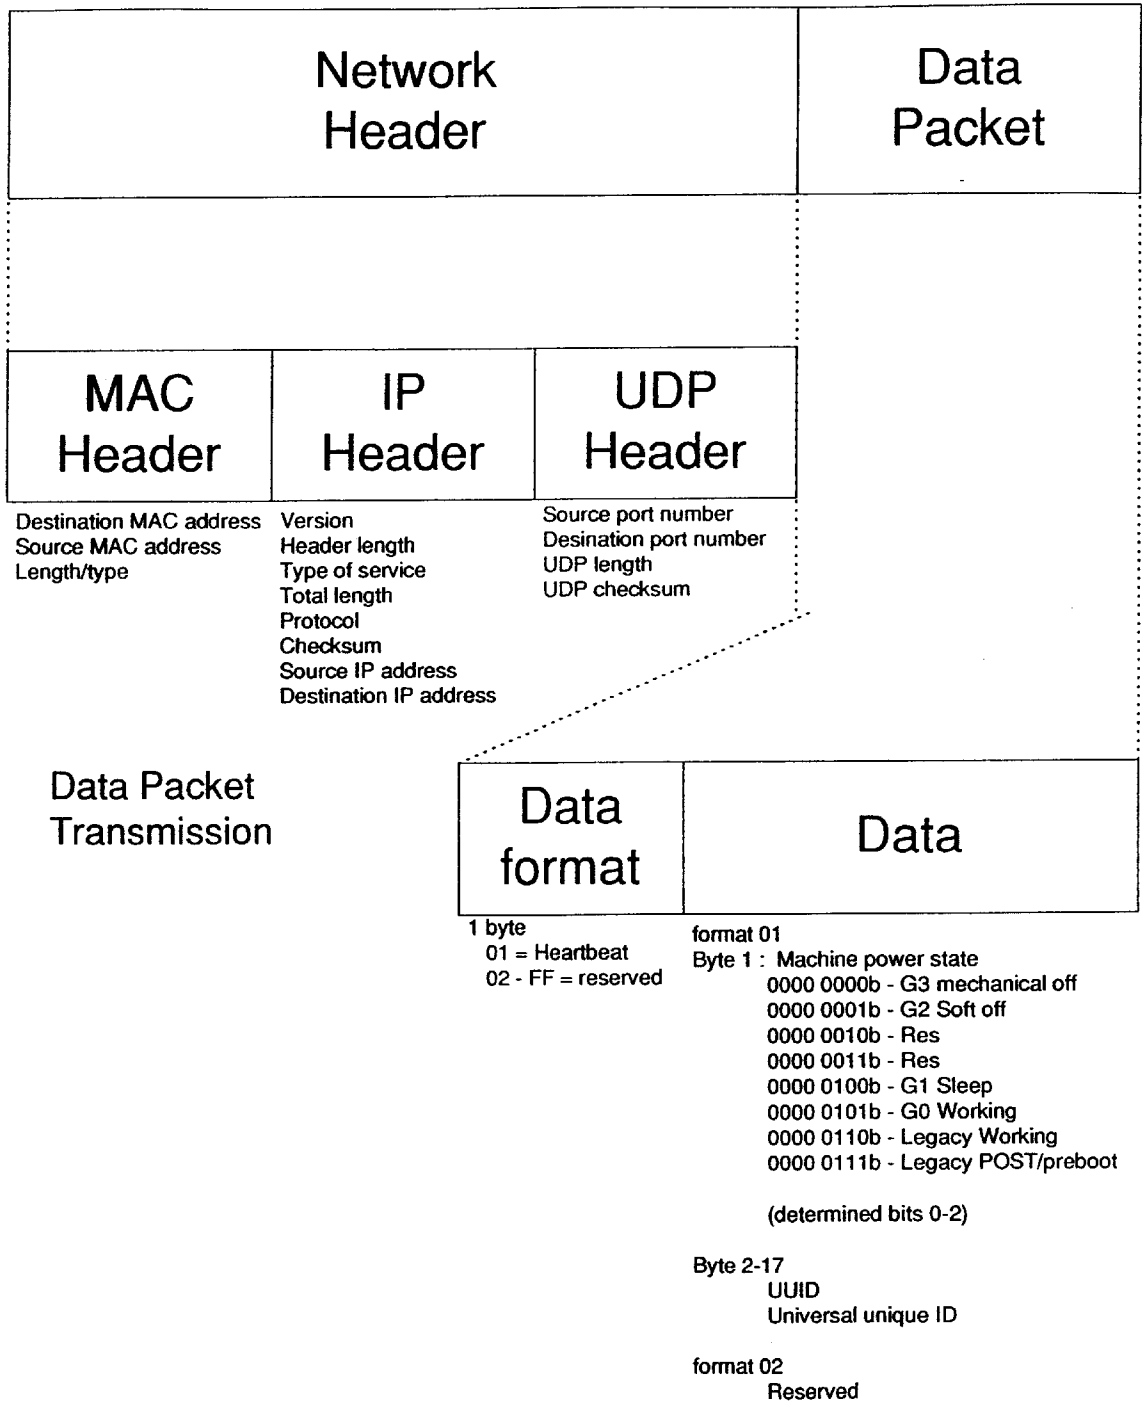 Network
Header
Data
Packet
MAC
Header
IP
Header
UDP
Header
Destination MAC address
Source MAC address
Length/type
Version
Header length
Type of service
Total length
Protocol
Checksum
Source IP address
Destination IP address
Source port number
Desination port number
UDP length
UDP checksum
Data Packet
Transmission
Data
format
Data
1 byte
01 = Heartbeat
02 - FF = reserved
format 01
Byte 1 : Machine power state
0000 0000b - G3 mechanical off
0000 0001b - G2 Soft off
0000 0010b - Res
0000 0011b - Res
0000 0100b - G1 Sleep
0000 0101b - G0 Working
0000 0110b - Legacy Working
0000 0111b - Legacy POST/preboot
(determined bits 0-2)
Byte 2-17
UUID
Universal unique ID
format 02
Reserved